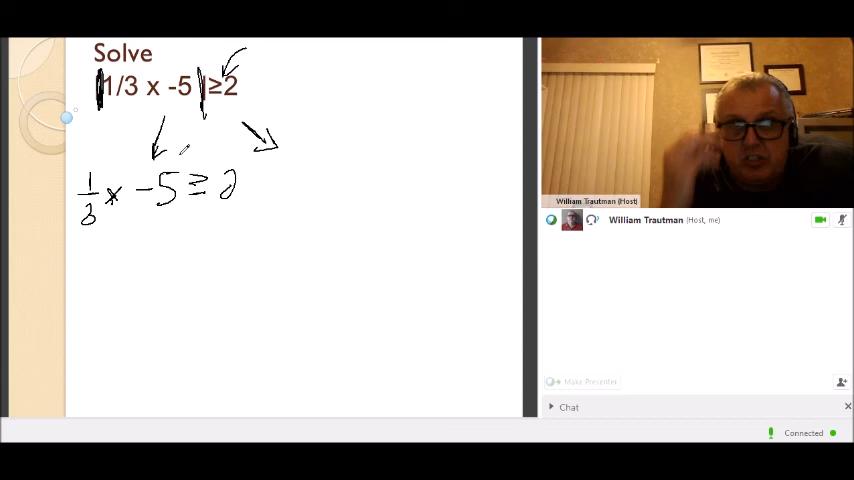 Solve
|1/3 x -5 | ≥2
1/3 x -5 ≥ 2
William Trautman (Host)
William Trautman (Host, me)
Make Presenter
Chat
Connected